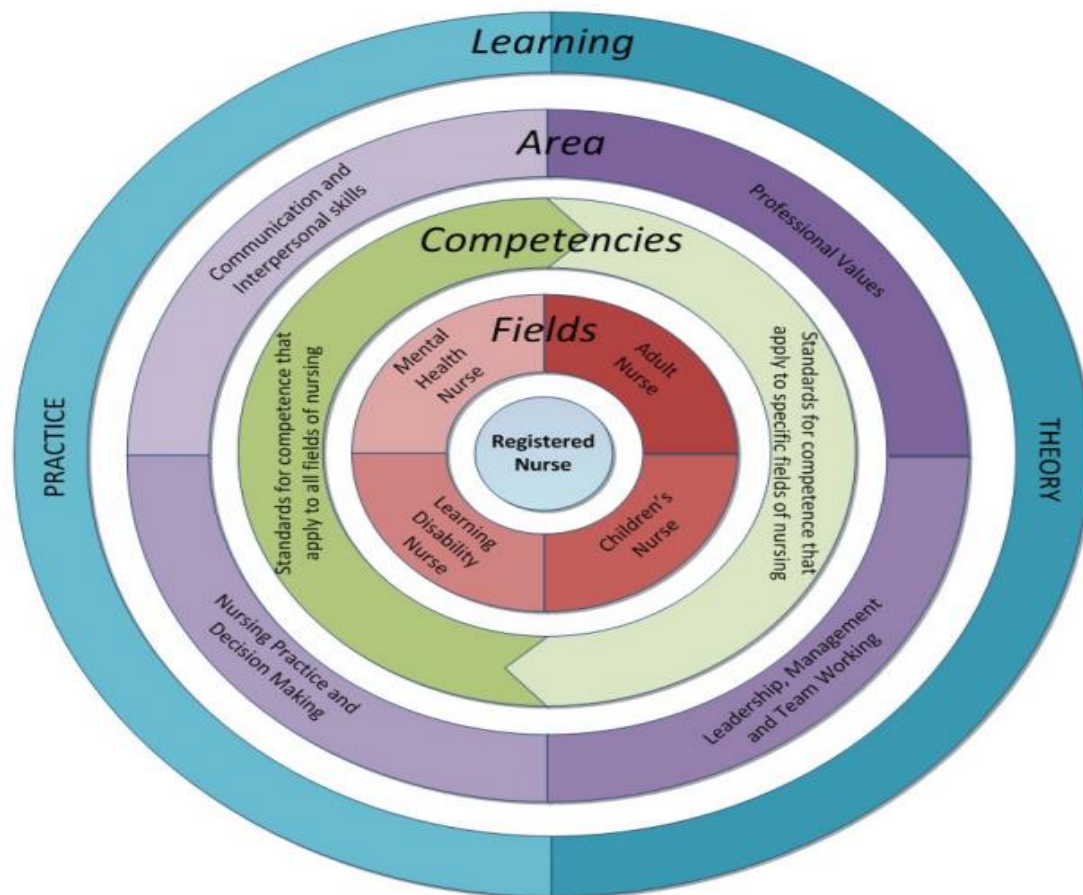 Learning
Area
Communication and
Interpersonal skills
Professional Values
Competencies
Fields
Mental
Health
Nurse
Adult
Nurse
Standards for competence that
apply to all fields of nursing
Standards for competence that
apply to specific fields of nursing
PRACTICE
Registered
Nurse
THEORY
Learning
Disability
Nurse
Children's
Nurse
Nursing Practice and
Decision Making
Leadership, Management
and Team Working